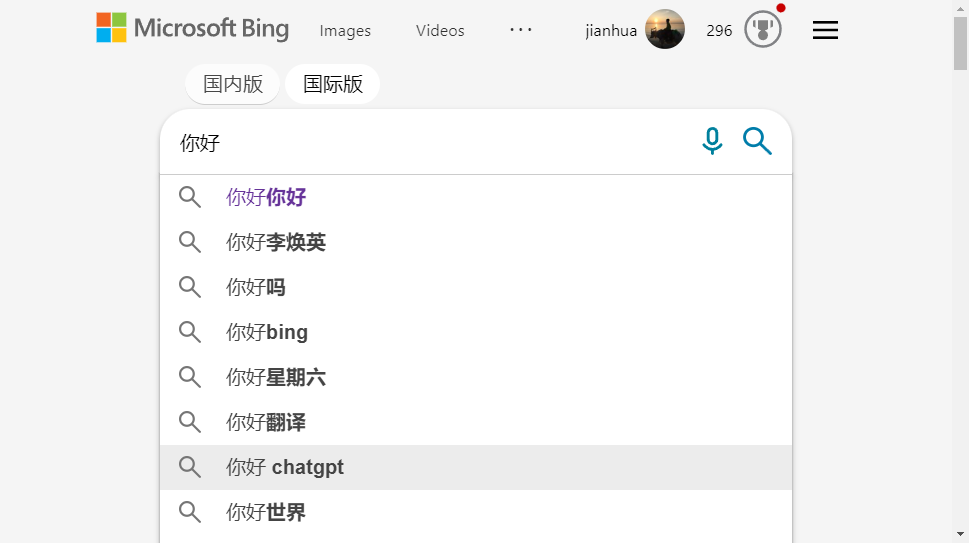 Microsoft Bing Images Videos ··· jianhua 296
国内版 国际版
你好
你好你好
你好李焕英
你好吗
你好bing
你好星期六
你好翻译
你好 chatgpt
你好世界